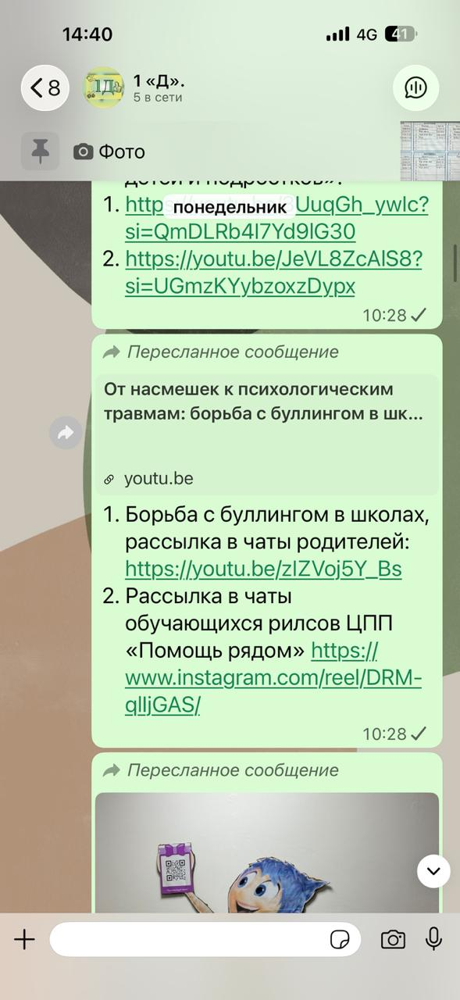 14:40
4G
41
8
1Д
1 «Д».
5 в сети
Фото
детей и подростков».
понедельник
1. http UuqGh_ywlc?
si=QmDLRb4l7Yd9lG30
2. https://youtu.be/JeVL8ZcAlS8?
si=UGmzKYybzoxzDypx
10:28
Пересланное сообщение
От насмешек к психологическим
травмам: борьба с буллингом в шк...
youtu.be
1. Борьба с буллингом в школах,
рассылка в чаты родителей:
https://youtu.be/zIZVoj5Y_Bs
2. Рассылка в чаты
обучающихся рилсов ЦПП
«Помощь рядом» https://
www.instagram.com/reel/DRM-
qlIjGAS/
10:28
Пересланное сообщение